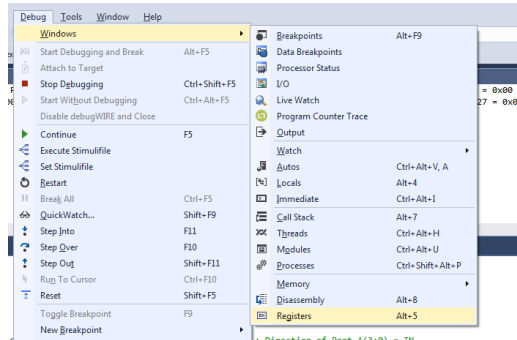 Debug Tools Window Help
Windows
Start Debugging and Break Alt+F5
Attach to Target
Stop Debugging Ctrl+Shift+F5
Start Without Debugging Ctrl+Alt+F5
Disable debugWIRE and Close
Continue F5
Execute Stimulifile
Set Stimulifile
Restart
Break All Ctrl+F5
QuickWatch... Shift+F9
Step Into F11
Step Over F10
Step Out Shift+F11
Run To Cursor Ctrl+F10
Reset Shift+F5
Toggle Breakpoint F9
New Breakpoint
Breakpoints Alt+F9
Data Breakpoints
Processor Status
I/O
Live Watch
Program Counter Trace
Output
Watch
Autos Ctrl+Alt+V, A
Locals Alt+4
Immediate Ctrl+Alt+I
Call Stack Alt+7
Threads Ctrl+Alt+H
Modules Ctrl+Alt+U
Processes Ctrl+Shift+Alt+P
Memory
Disassembly Alt+8
Registers Alt+5
= 0x00
27 = 0x0